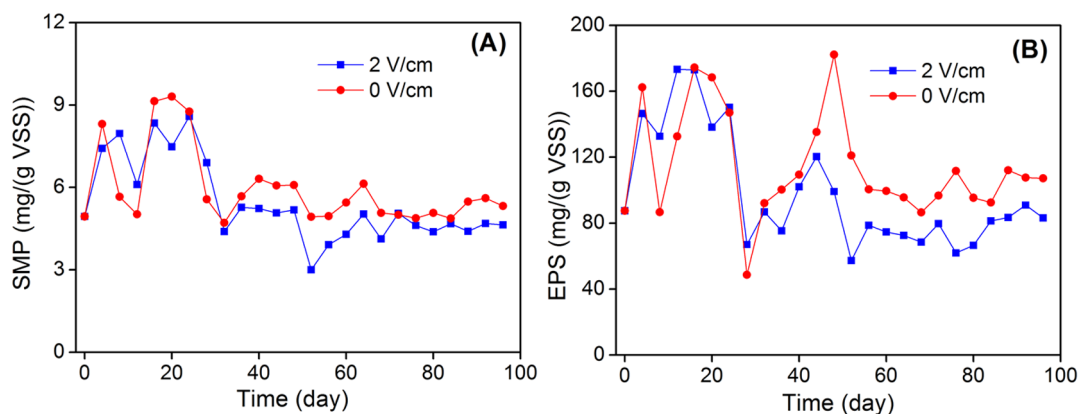 (A)
2 V/cm
0 V/cm
SMP (mg/(g VSS))
12
9
6
3
0
0 20 40 60 80 100
Time (day)
(B)
2 V/cm
0 V/cm
EPS (mg/(g VSS))
200
160
120
80
40
0
0 20 40 60 80 100
Time (day)